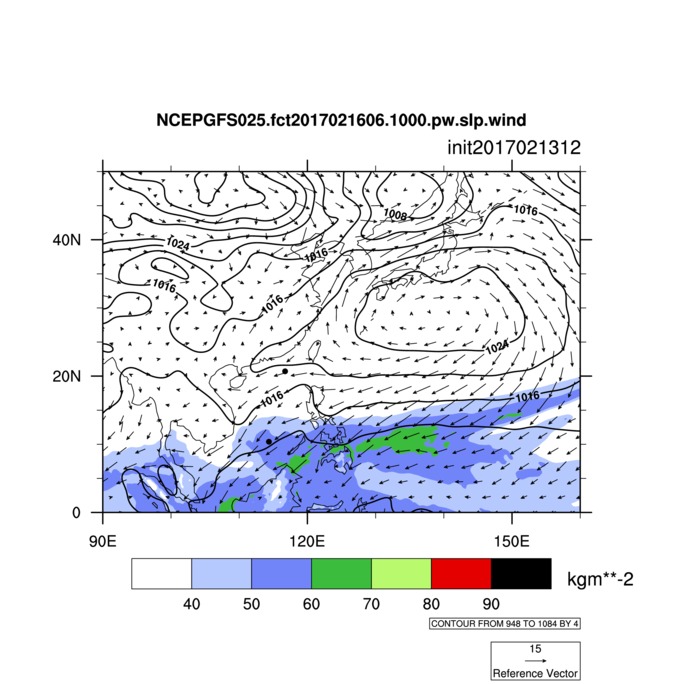 NCEPGFS025.fct2017021606.1000.pw.slp.wind
init2017021312
1008
1016
40N
1024
1016
1016
1016
1024
20N
1016
1016
0
90E
120E
150E
40
50
60
70
80
90
kgm**-2
CONTOUR FROM 948 TO 1084 BY 4
15
Reference Vector